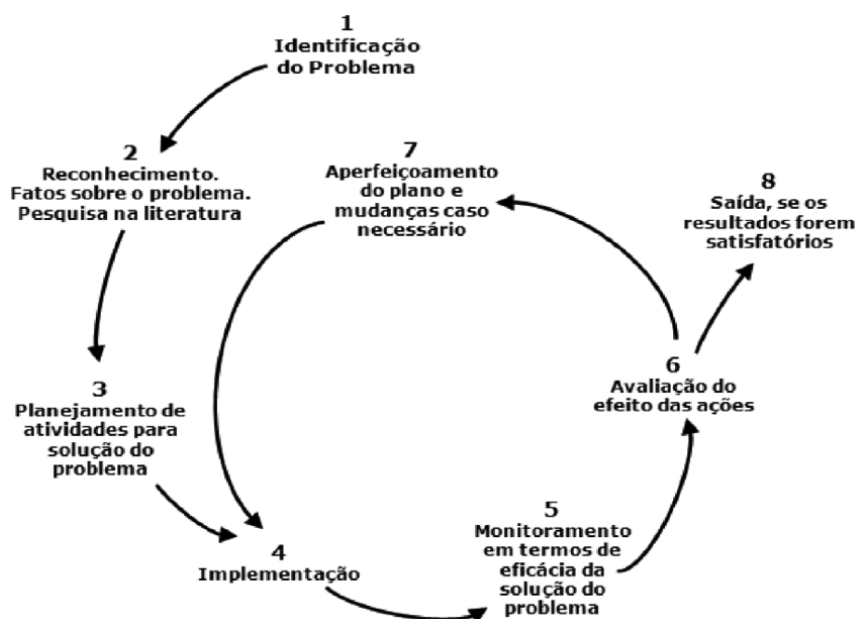 1
Identificação
do Problema
2
Reconhecimento.
Fatos sobre o problema.
Pesquisa na literatura
3
Planejamento de
atividades para
solução do
problema
4
Implementação
5
Monitoramento
em termos de
eficácia da
solução do
problema
6
Avaliação do
efeito das ações
7
Aperfeiçoamento
do plano e
mudanças caso
necessário
8
Saída, se os
resultados forem
satisfatórios